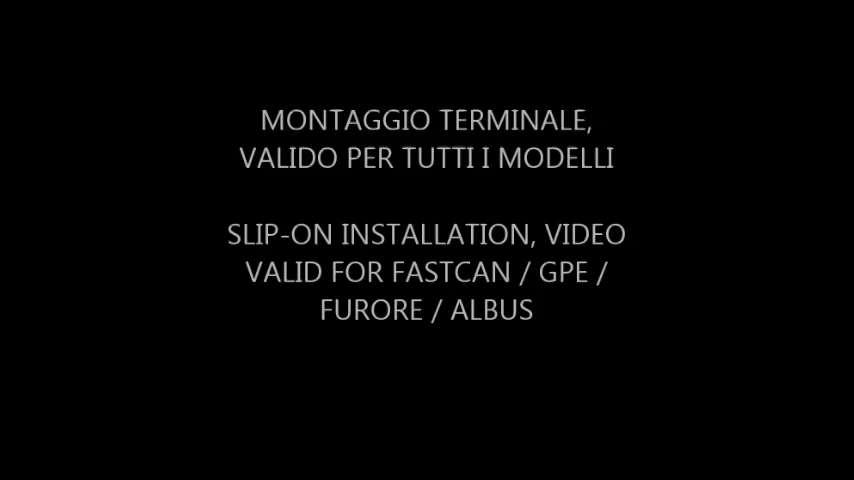 MONTAGGIO TERMINALE,
VALIDO PER TUTTI I MODELLI
SLIP-ON INSTALLATION, VIDEO
VALID FOR FASTCAN / GPE /
FURORE / ALBUS